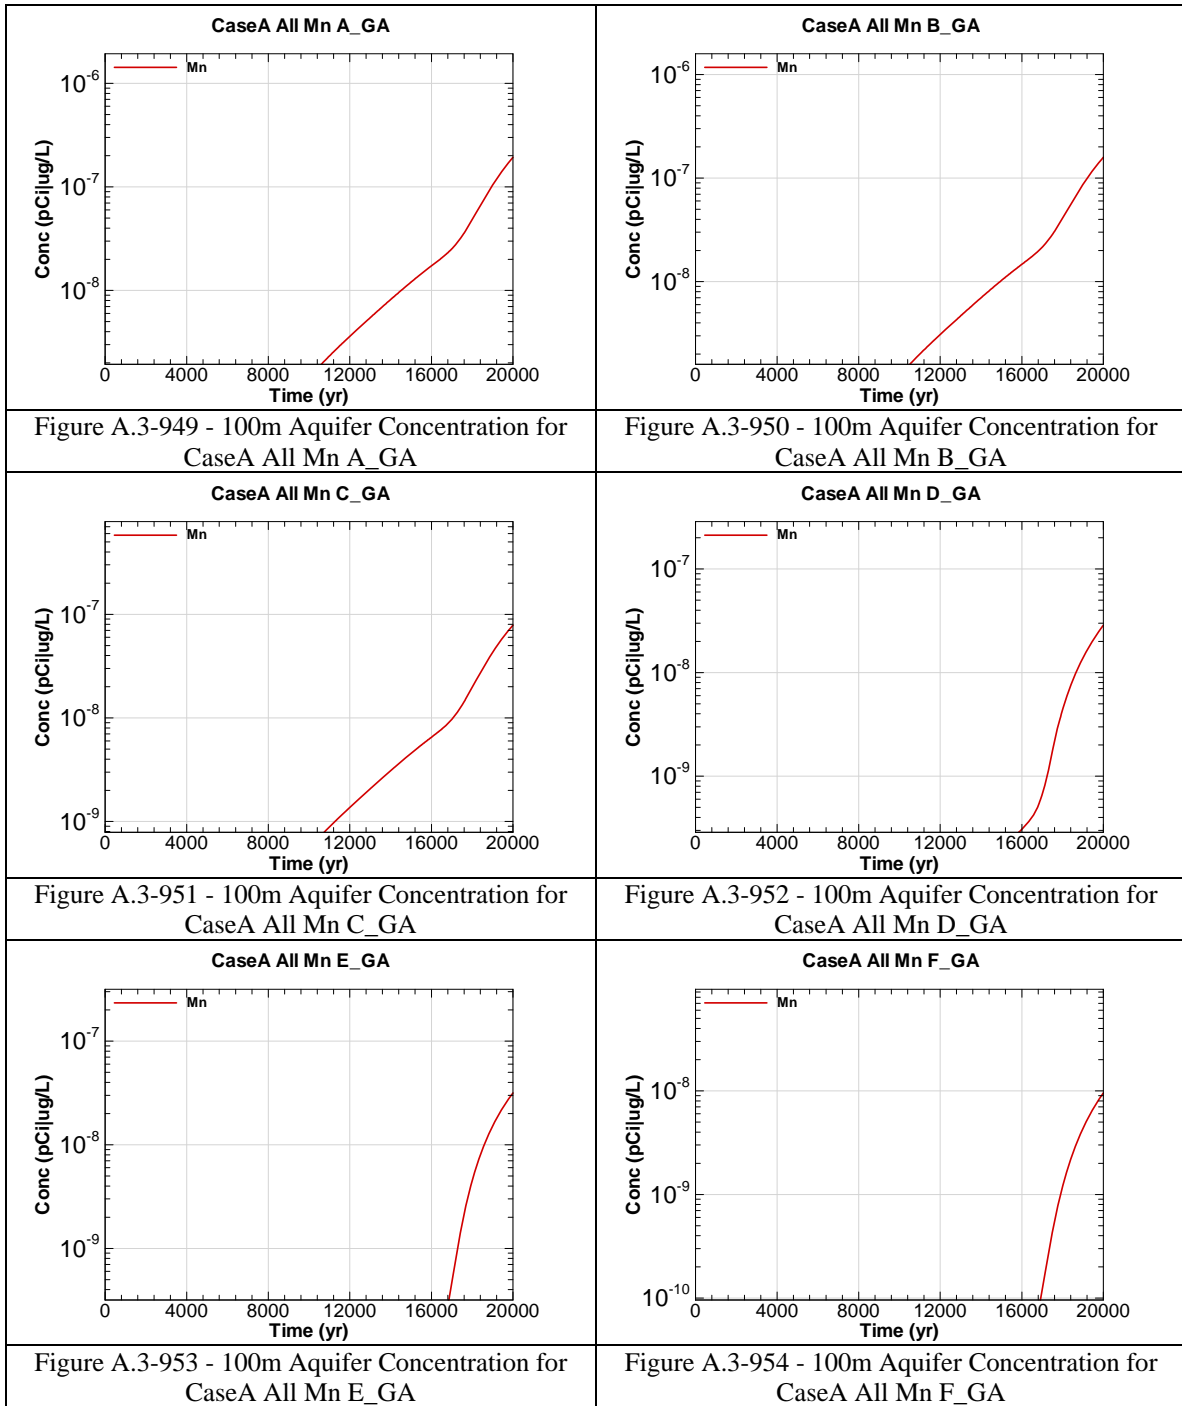 CaseA All Mn A_GA
Mn
10-6
10-7
10-8
Conc (pCi|ug/L)
0 4000 8000 12000 16000 20000
Time (yr)
Figure A.3-949 - 100m Aquifer Concentration for
CaseA All Mn A_GA
CaseA All Mn B_GA
Mn
10-6
10-7
10-8
Conc (pCi|ug/L)
0 4000 8000 12000 16000 20000
Time (yr)
Figure A.3-950 - 100m Aquifer Concentration for
CaseA All Mn B_GA
CaseA All Mn C_GA
Mn
10-7
10-8
10-9
Conc (pCi|ug/L)
0 4000 8000 12000 16000 20000
Time (yr)
Figure A.3-951 - 100m Aquifer Concentration for
CaseA All Mn C_GA
CaseA All Mn D_GA
Mn
10-7
10-8
10-9
Conc (pCi|ug/L)
0 4000 8000 12000 16000 20000
Time (yr)
Figure A.3-952 - 100m Aquifer Concentration for
CaseA All Mn D_GA
CaseA All Mn E_GA
Mn
10-7
10-8
10-9
Conc (pCi|ug/L)
0 4000 8000 12000 16000 20000
Time (yr)
Figure A.3-953 - 100m Aquifer Concentration for
CaseA All Mn E_GA
CaseA All Mn F_GA
Mn
10-8
10-9
10-10
Conc (pCi|ug/L)
0 4000 8000 12000 16000 20000
Time (yr)
Figure A.3-954 - 100m Aquifer Concentration for
CaseA All Mn F_GA